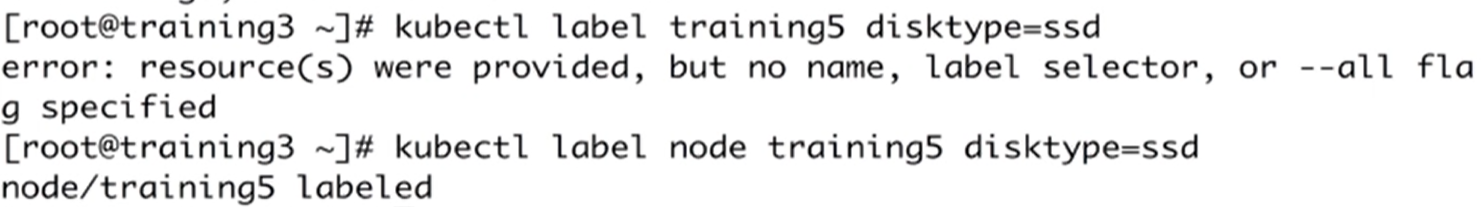 [root@training3 ~]# kubectl label training5 disktype=ssd
error: resource(s) were provided, but no name, label selector, or --all fla
g specified
[root@training3 ~]# kubectl label node training5 disktype=ssd
node/training5 labeled